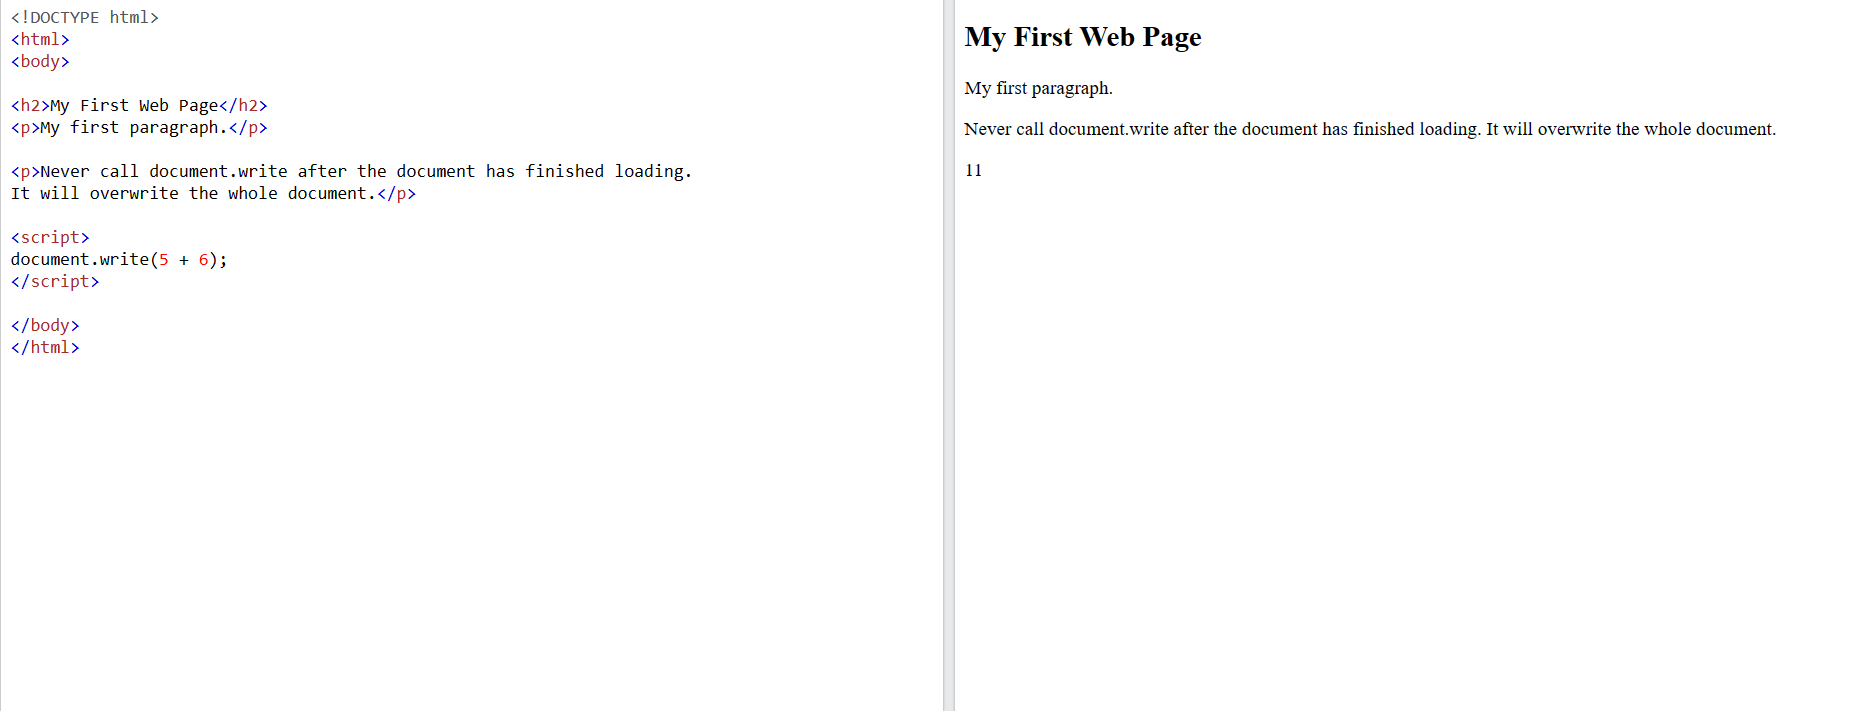 <!DOCTYPE html>
<html>
<body>
<h2>My First Web Page</h2>
<p>My first paragraph.</p>
<p>Never call document.write after the document has finished loading.
It will overwrite the whole document.</p>
<script>
document.write(5 + 6);
</script>
</body>
</html>
My First Web Page
My first paragraph.
Never call document.write after the document has finished loading. It will overwrite the whole document.
11